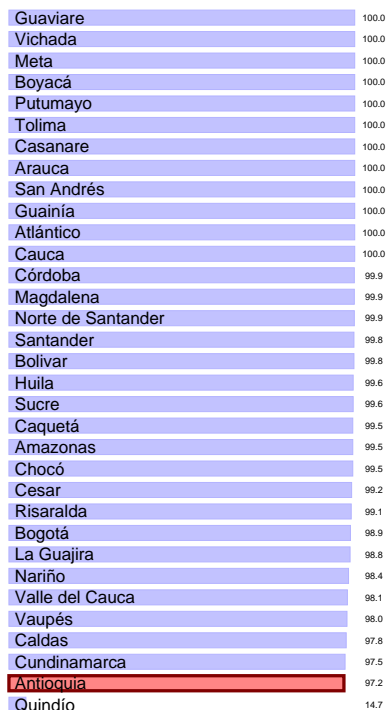 Guaviare 100.0
Vichada 100.0
Meta 100.0
Boyacá 100.0
Putumayo 100.0
Tolima 100.0
Casanare 100.0
Arauca 100.0
San Andrés 100.0
Guainía 100.0
Atlántico 100.0
Cauca 100.0
Córdoba 99.9
Magdalena 99.9
Norte de Santander 99.9
Santander 99.8
Bolivar 99.8
Huila 99.6
Sucre 99.6
Caquetá 99.5
Amazonas 99.5
Chocó 99.5
Cesar 99.2
Risaralda 99.1
Bogotá 98.9
La Guajira 98.8
Nariño 98.4
Valle del Cauca 98.1
Vaupés 98.0
Caldas 97.8
Cundinamarca 97.5
Antioquia 97.2
Quindío 14.7